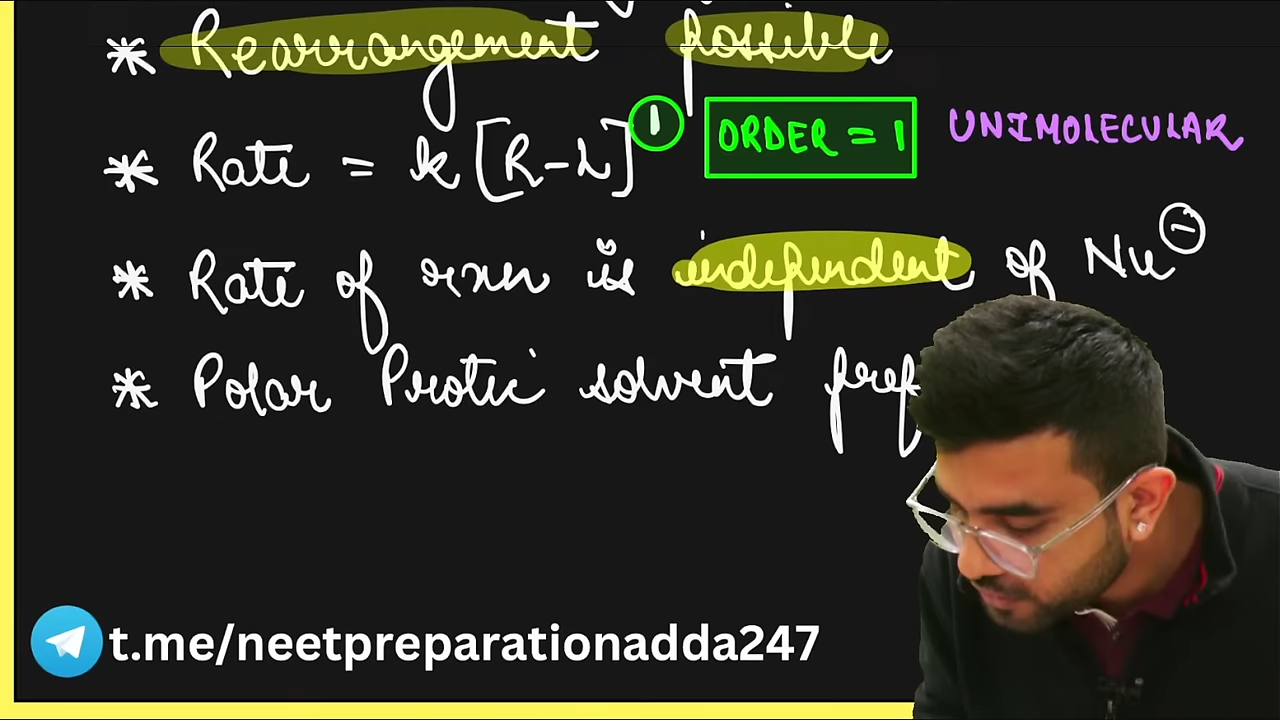 * Rearrangement possible
* Rate = k [R-L]① ORDER = 1 UNIMOLECULAR
* Rate of rxn is independent of Nu⊖
* Polar Protic solvent pref
t.me/neetpreparationadda247